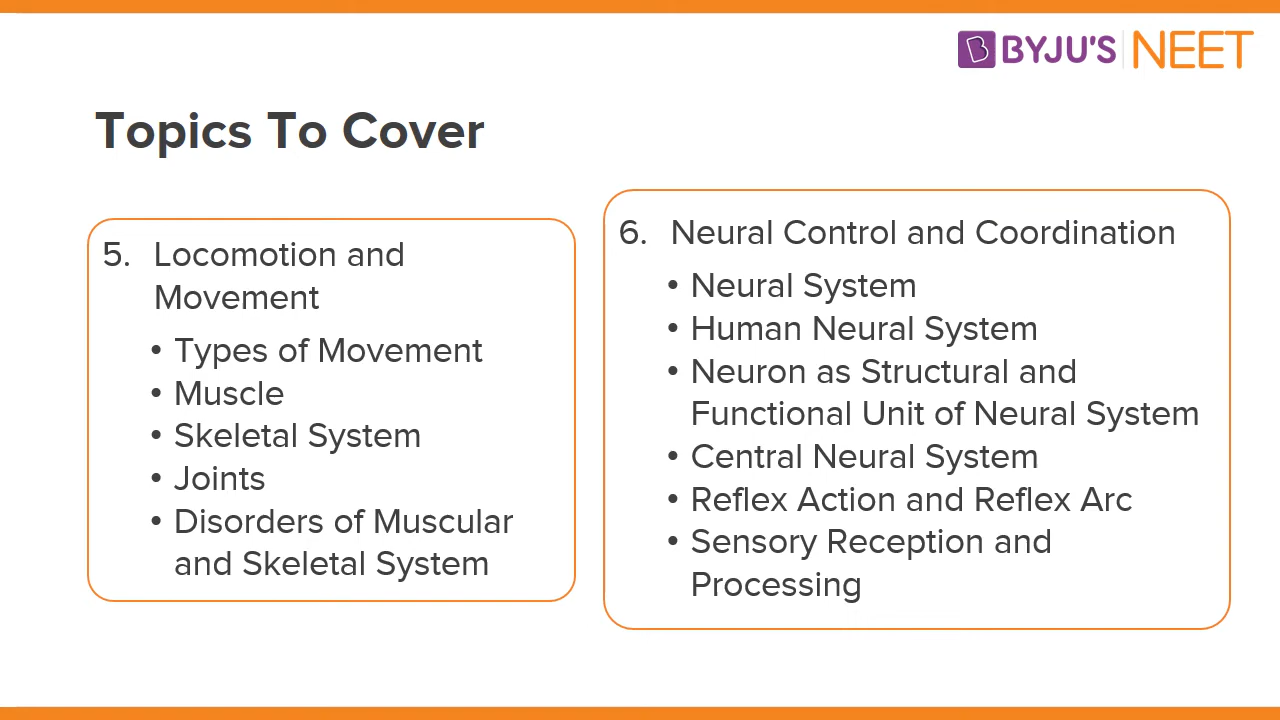 BYJU'S NEET
Topics To Cover
5. Locomotion and
Movement
• Types of Movement
• Muscle
• Skeletal System
• Joints
• Disorders of Muscular
and Skeletal System
6. Neural Control and Coordination
• Neural System
• Human Neural System
• Neuron as Structural and
Functional Unit of Neural System
• Central Neural System
• Reflex Action and Reflex Arc
• Sensory Reception and
Processing